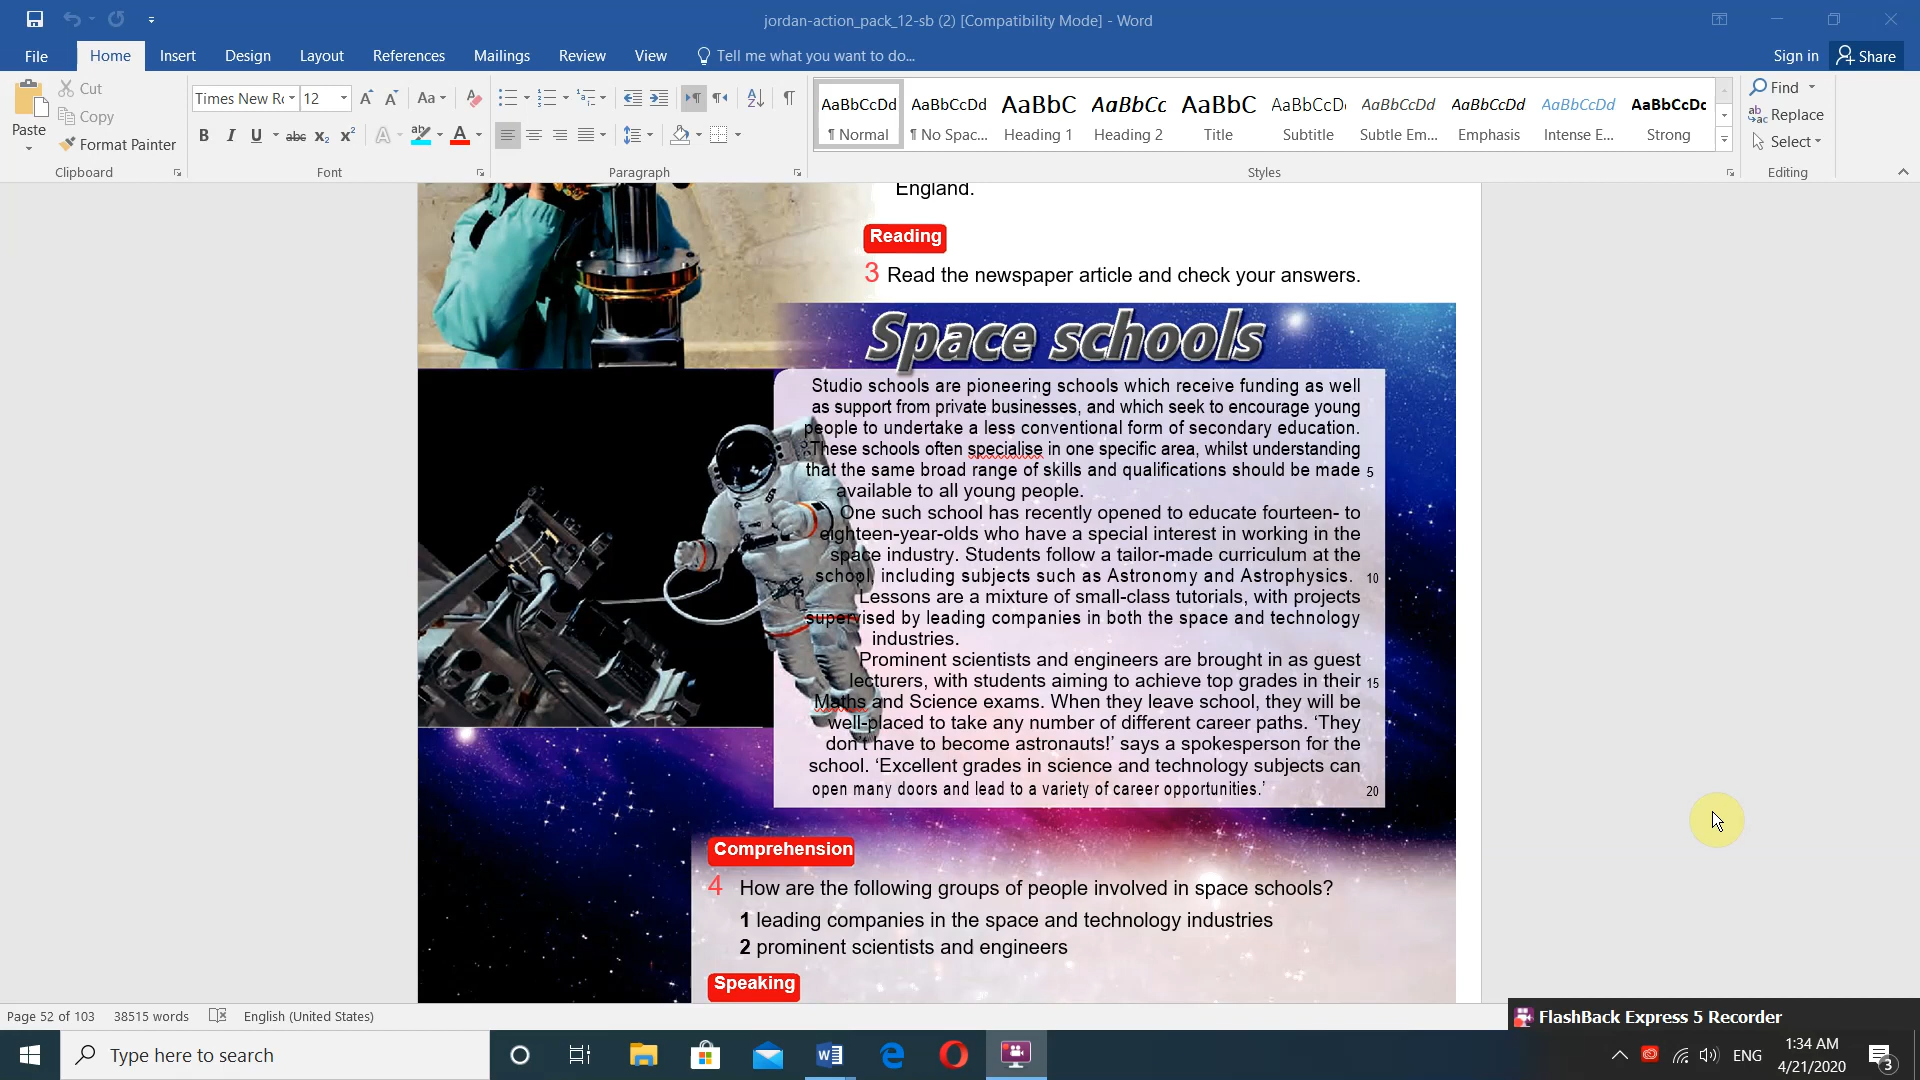 jordan-action_pack_12-sb (2) [Compatibility Mode] - Word
File Home Insert Design Layout References Mailings Review View Tell me what you want to do... Sign in Share
Cut
Copy
Format Painter
Paste
Clipboard
Times New Ro 12
Font
Paragraph
AaBbCcDd AaBbCcDd AaBbC AaBbCc AaBbC AaBbCcD AaBbCcDd AaBbCcDd AaBbCcDd AaBbCcDc
¶ Normal ¶ No Spac... Heading 1 Heading 2 Title Subtitle Subtle Em... Emphasis Intense E... Strong
Styles
Find
Replace
Select
Editing
England.
Reading
3 Read the newspaper article and check your answers.
Space schools
Studio schools are pioneering schools which receive funding as well
as support from private businesses, and which seek to encourage young
people to undertake a less conventional form of secondary education.
These schools often specialise in one specific area, whilst understanding
that the same broad range of skills and qualifications should be made 5
available to all young people.
One such school has recently opened to educate fourteen- to
eighteen-year-olds who have a special interest in working in the
space industry. Students follow a tailor-made curriculum at the
school, including subjects such as Astronomy and Astrophysics. 10
Lessons are a mixture of small-class tutorials, with projects
supervised by leading companies in both the space and technology
industries.
Prominent scientists and engineers are brought in as guest
lecturers, with students aiming to achieve top grades in their 15
Maths and Science exams. When they leave school, they will be
well-placed to take any number of different career paths. ‘They
don’t have to become astronauts!’ says a spokesperson for the
school. ‘Excellent grades in science and technology subjects can
open many doors and lead to a variety of career opportunities.’ 20
Comprehension
4 How are the following groups of people involved in space schools?
1 leading companies in the space and technology industries
2 prominent scientists and engineers
Speaking
Page 52 of 103 38515 words English (United States)
FlashBack Express 5 Recorder
Type here to search
ENG
1:34 AM
4/21/2020
3